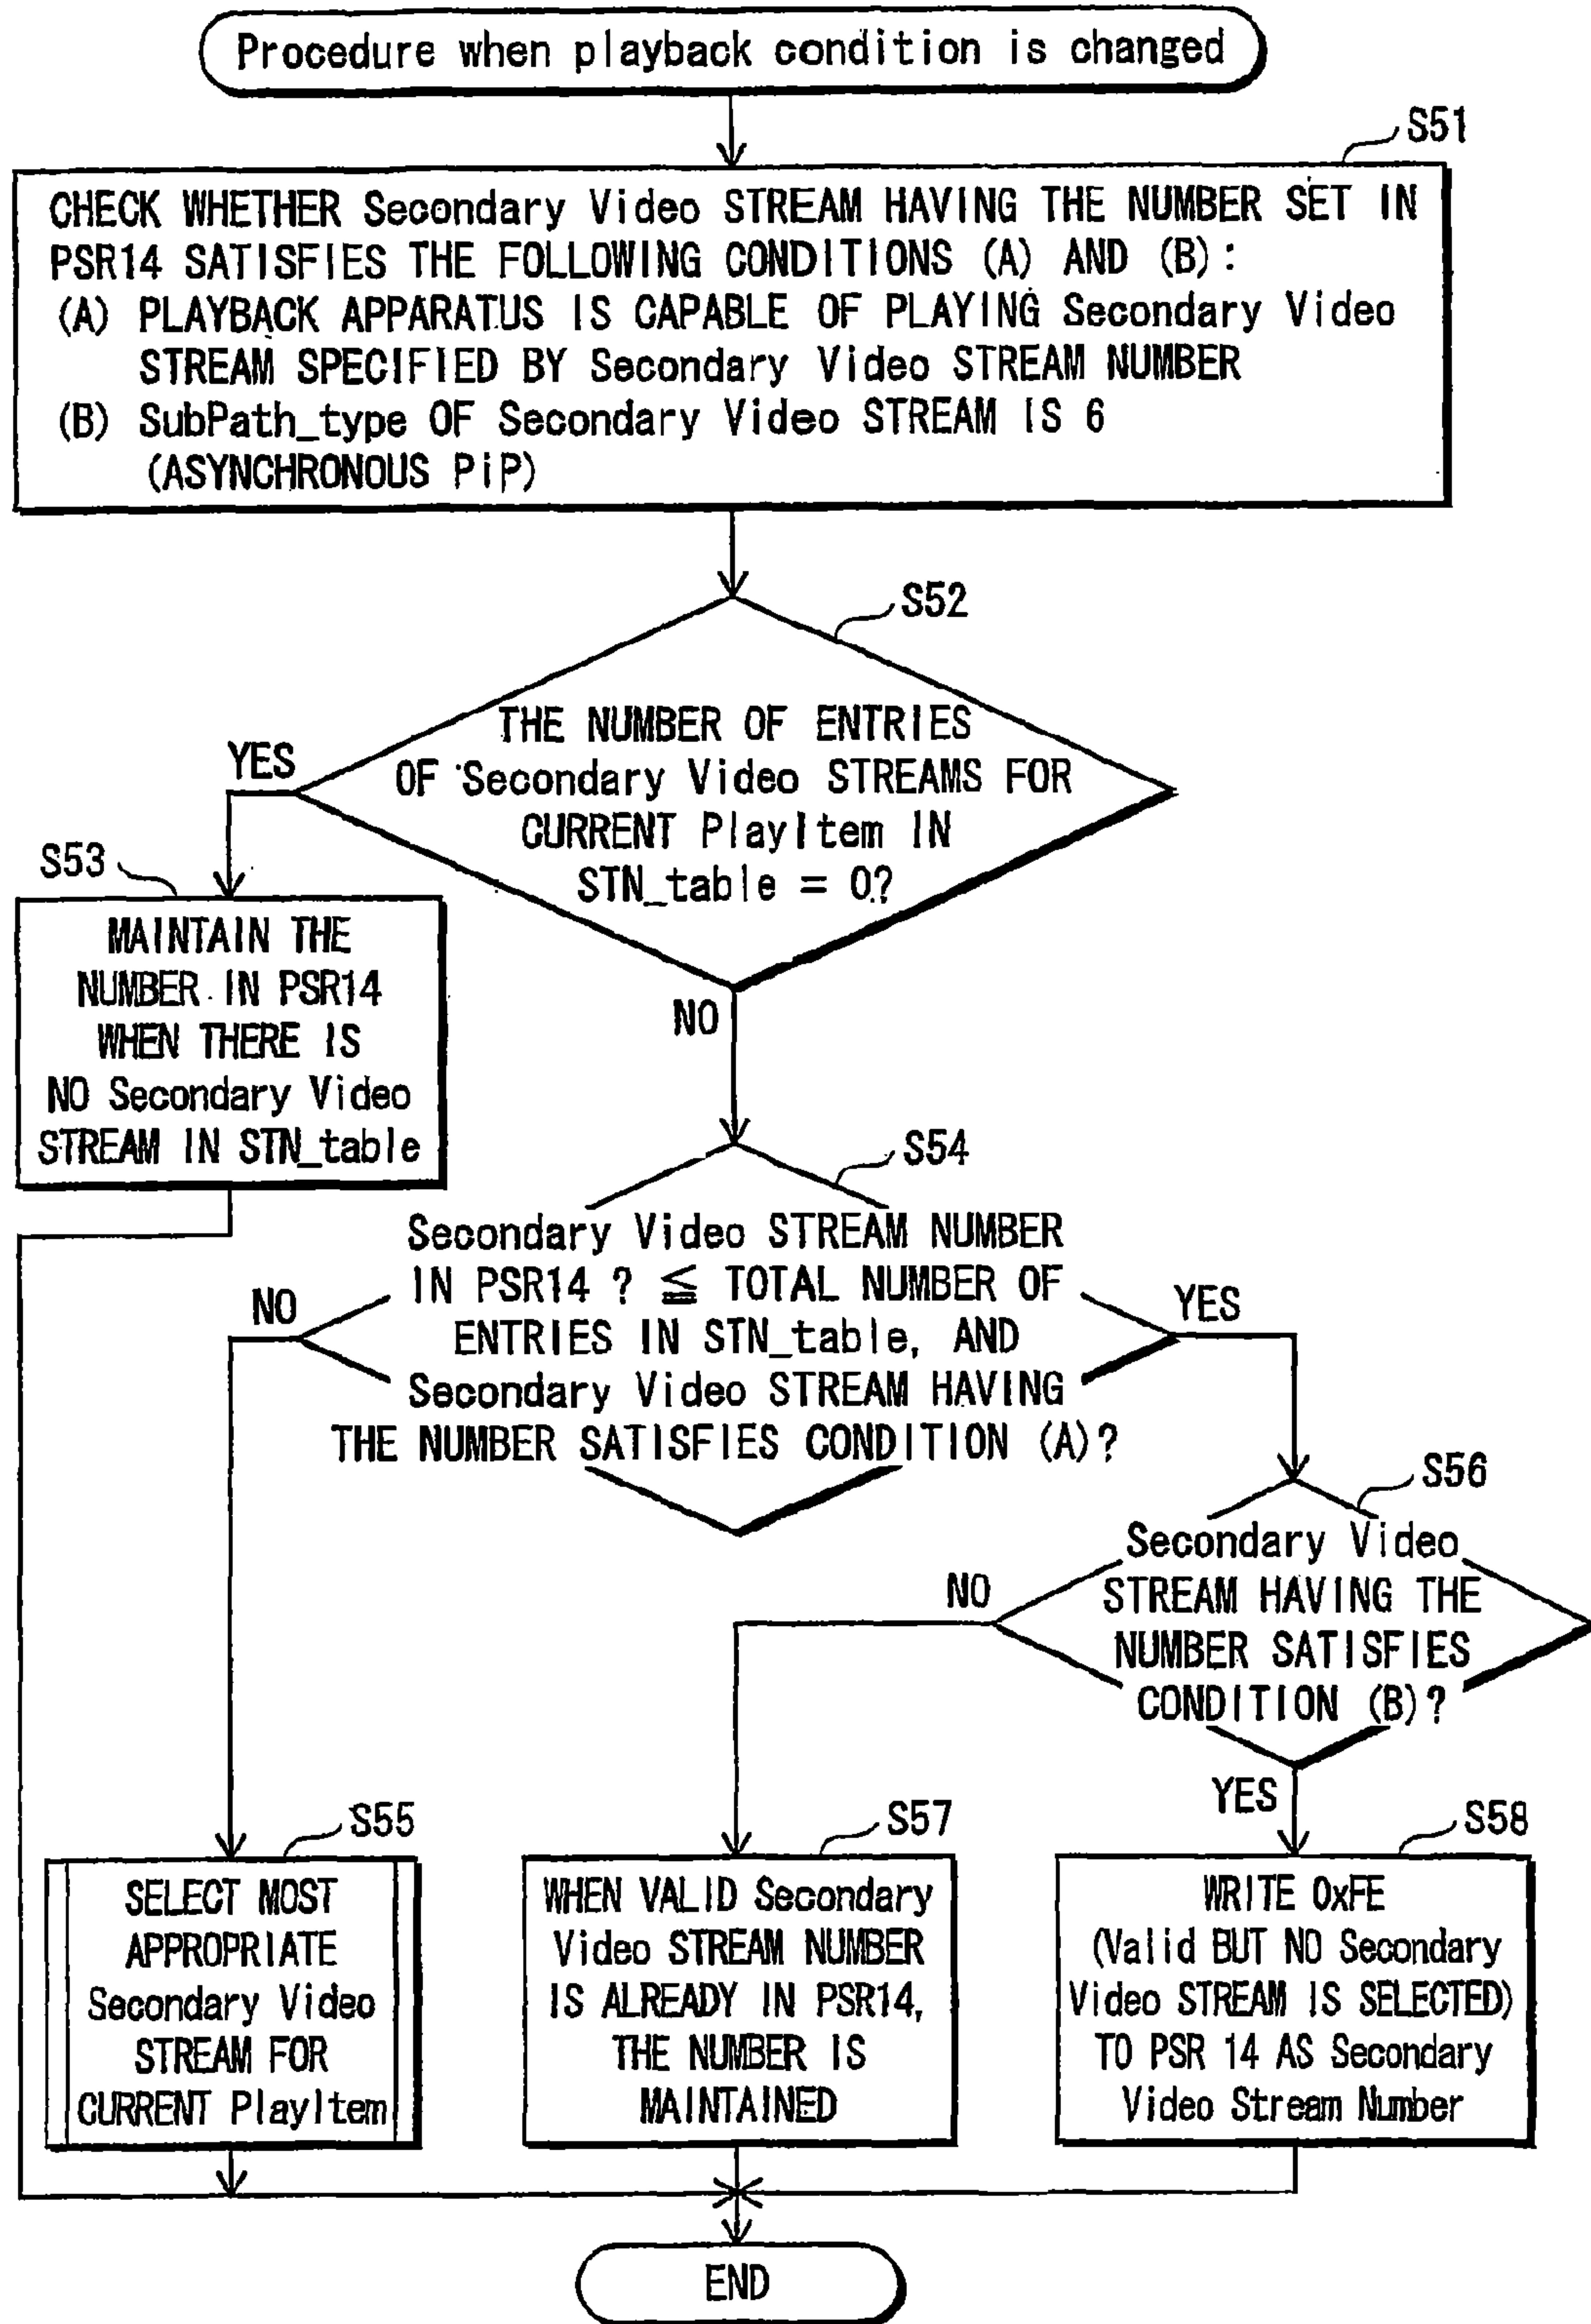 Procedure when playback condition is changed
S51
CHECK WHETHER Secondary Video STREAM HAVING THE NUMBER SET IN
PSR14 SATISFIES THE FOLLOWING CONDITIONS (A) AND (B):
(A) PLAYBACK APPARATUS IS CAPABLE OF PLAYING Secondary Video
STREAM SPECIFIED BY Secondary Video STREAM NUMBER
(B) SubPath_type OF Secondary Video STREAM IS 6
(ASYNCHRONOUS PiP)
S52
THE NUMBER OF ENTRIES
OF Secondary Video STREAMS FOR
CURRENT PlayItem IN
STN_table = 0?
YES
NO
S53
MAINTAIN THE
NUMBER IN PSR14
WHEN THERE IS
NO Secondary Video
STREAM IN STN_table
S54
Secondary Video STREAM NUMBER
IN PSR14 ? ≦ TOTAL NUMBER OF
ENTRIES IN STN_table, AND
Secondary Video STREAM HAVING
THE NUMBER SATISFIES CONDITION (A)?
NO
YES
S56
Secondary Video
STREAM HAVING THE
NUMBER SATISFIES
CONDITION (B)?
NO
YES
S55
SELECT MOST
APPROPRIATE
Secondary Video
STREAM FOR
CURRENT PlayItem
S57
WHEN VALID Secondary
Video STREAM NUMBER
IS ALREADY IN PSR14,
THE NUMBER IS
MAINTAINED
S58
WRITE 0xFE
(Valid BUT NO Secondary
Video STREAM IS SELECTED)
TO PSR 14 AS Secondary
Video Stream Number
END